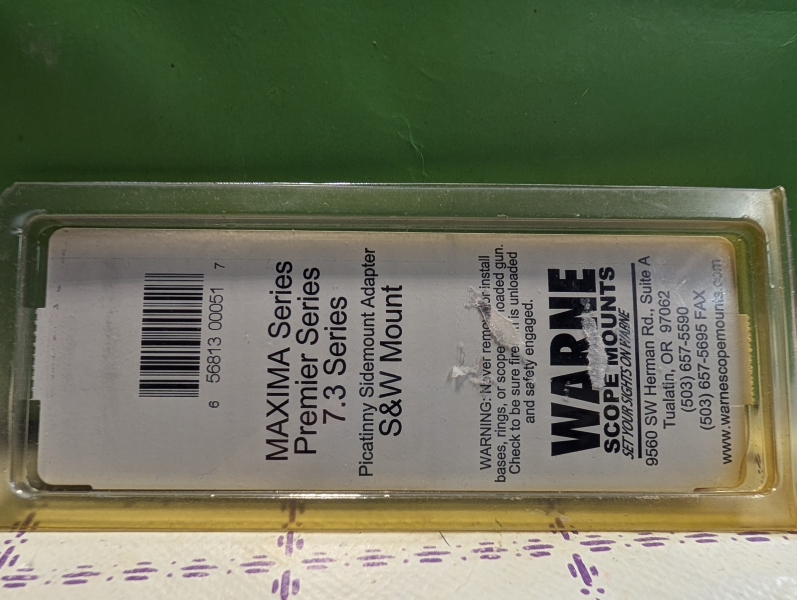 6 56813 00051 7
MAXIMA Series
Premier Series
7.3 Series
Picatinny Sidemount Adapter
S&W Mount
WARNING: Never or install
bases, rings, or scope loaded gun.
Check to be sure is unloaded
and safety engaged.
WARNE
SCOPE MOUNTS
SET YOUR SIGHTS ON WARNE
9560 SW Herman Rd., Suite A
Tualatin, OR 97062
(503) 657-5590
(503) 657-5695 FAX
www.warnescopemounts.com